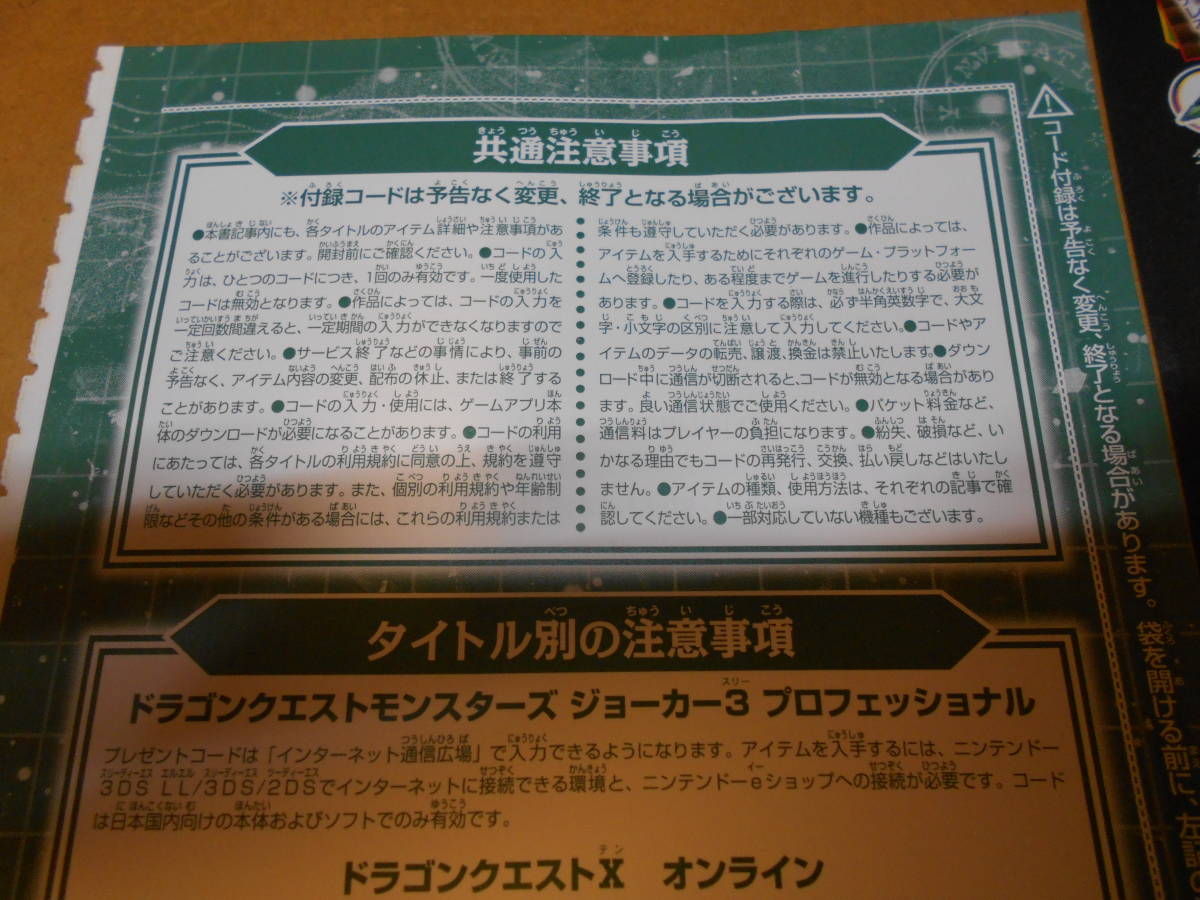 共通注意事項
※付録コードは予告なく変更、終了となる場合がございます。
●本書記事内にも、各タイトルのアイテム詳細や注意事項があ
ることがございます。開封前にご確認ください。●コードの入
力は、ひとつのコードにつき、1回のみ有効です。一度使用した
コードは無効となります。●作品によっては、コードの入力を
一定回数間違えると、一定期間の入力ができなくなりますので
ご注意ください。●サービス終了などの事情により、事前の
予告なく、アイテム内容の変更、配布の休止、または終了する
ことがあります。●コードの入力・使用には、ゲームアプリ本
体のダウンロードが必要になることがあります。●コードの利用
にあたっては、各タイトルの利用規約に同意の上、規約を遵守
していただく必要があります。また、個別の利用規約や年齢制
限などその他の条件がある場合には、これらの利用規約または
条件も遵守していただく必要があります。●作品によっては、
アイテムを入手するためにそれぞれのゲーム・プラットフォー
ムへ登録したり、ある程度までゲームを進行したりする必要が
あります。●コードを入力する際は、必ず半角英数字で、大文
字・小文字の区別に注意して入力してください。●コードやア
イテムのデータの転売、譲渡、換金は禁止いたします。●ダウン
ロード中に通信が切断されると、コードが無効となる場合があり
ます。良い通信状態でご使用ください。●パケット料金など、
通信料はプレイヤーの負担になります。●紛失、破損など、い
かなる理由でもコードの再発行、交換、払い戻しなどはいたし
ません。●アイテムの種類、使用方法は、それぞれの記事で確
認してください。●一部対応していない機種もございます。
タイトル別の注意事項
ドラゴンクエストモンスターズ ジョーカー3 プロフェッショナル
プレゼントコードは「インターネット通信広場」で入力できるようになります。アイテムを入手するには、ニンテンドー
3DS LL/3DS/2DSでインターネットに接続できる環境と、ニンテンドーeショップへの接続が必要です。コード
は日本国内向けの本体およびソフトでのみ有効です。
ドラゴンクエストX オンライン
コード付録は予告なく変更、終了となる場合があります。袋を開ける前に、左記の